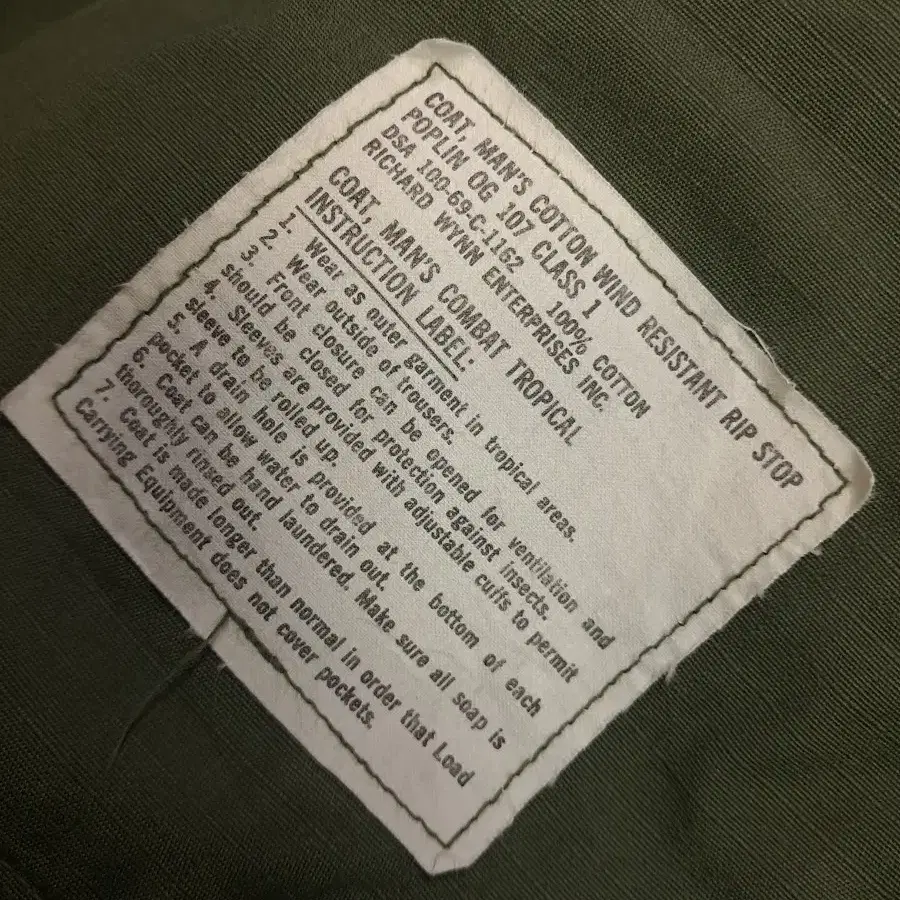 COAT, MAN'S COTTON WIND RESISTANT RIP STOP
POPLIN OG 107 CLASS 1
DSA 100-69-C-1162 100% COTTON
RICHARD WYNN ENTERPRISES INC.
COAT, MAN'S COMBAT TROPICAL
INSTRUCTION LABEL:
1. Wear as outer garment in tropical areas.
2. Wear outside of trousers.
3. Front closure can be opened for ventilation and
should be closed for protection against insects.
4. Sleeves are provided with adjustable cuffs to permit
sleeve to be rolled up.
5. A drain hole is provided at the bottom of each
pocket to allow water to drain out.
6. Coat can be hand laundered. Make sure all soap is
thoroughly rinsed out.
7. Coat is made longer than normal in order that Load
Carrying Equipment does not cover pockets.